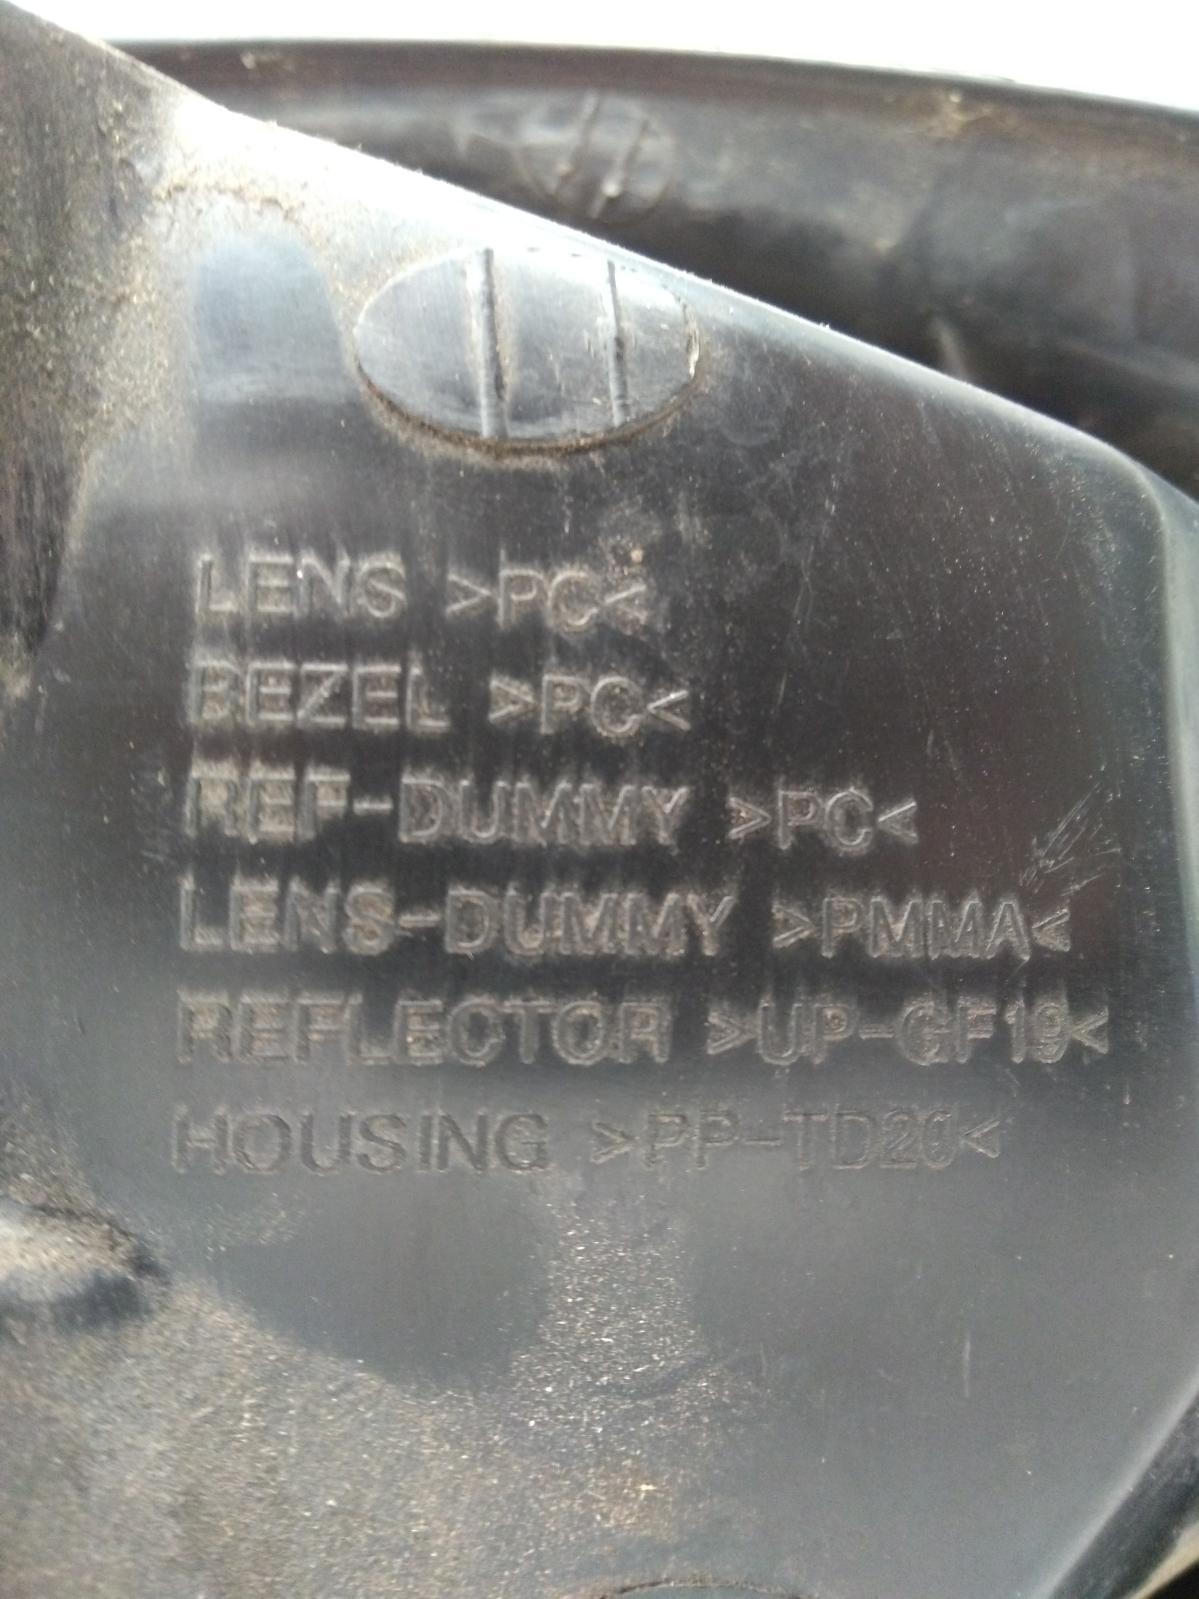 LENS >PC<
BEZEL >PC<
REF-DUMMY >PC<
LENS-DUMMY >PMMA<
REFLECTOR >UP-GF19<
HOUSING >PP-TD20<